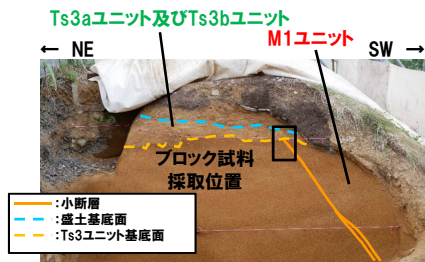 Ts3aユニット及びTs3bユニット
← NE
M1ユニット
SW →
ブロック試料
採取位置
:小断層
:盛土基底面
:Ts3ユニット基底面